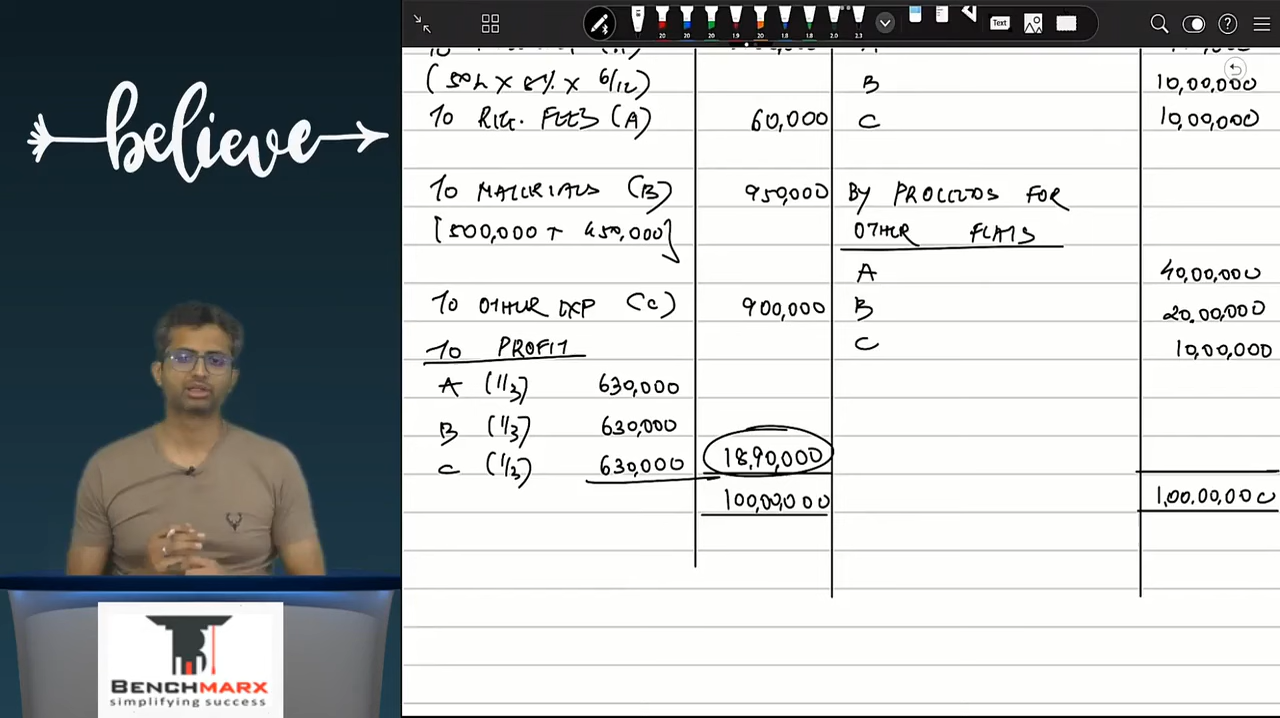 believe
Text
B 10,00,000
(50L X 8% X 6/12)
To REG. FEES (A) 60,000 C 10,00,000
To MATERIALS (B) 950,000 BY PROCEEDS FOR
[500,000 + 450,000] OTHER FLATS
A 40,00,000
To OTHER EXP (C) 900,000 B 20,00,000
To PROFIT C 10,00,000
A (1/3) 630,000
B (1/3) 630,000
C (1/3) 630,000 18,90,000
100,00,000 1,00,00,000
BENCHMARX
simplifying success